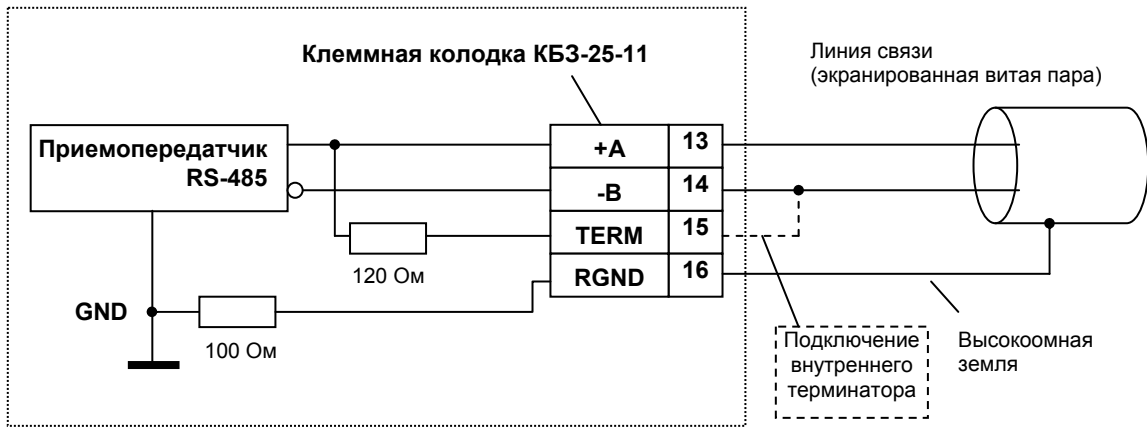 Клеммная колодка КБЗ-25-11
Линия связи
(экранированная витая пара)
Приемопередатчик
RS-485
+A
13
-B
14
TERM
15
RGND
16
120 Ом
GND
100 Ом
Подключение
внутреннего
терминатора
Высокоомная
земля